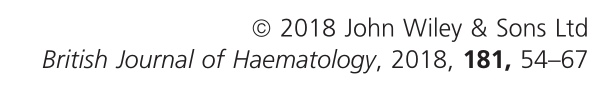 © 2018 John Wiley & Sons Ltd
British Journal of Haematology, 2018, 181, 54–67